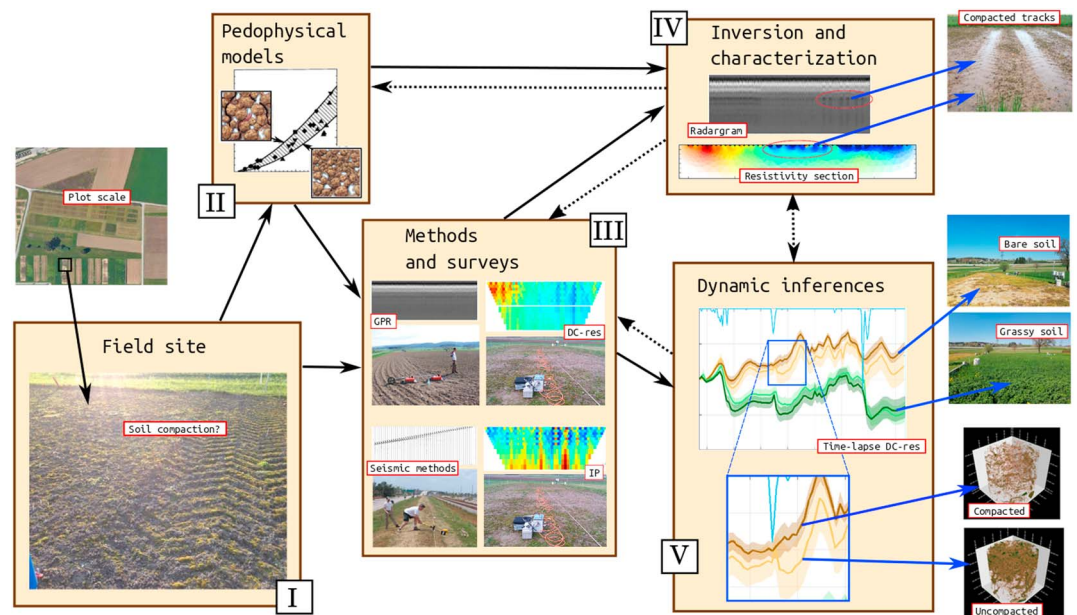 Plot scale
Field site
Soil compaction?
I
Pedophysical
models
II
Methods
and surveys
III
GPR
DC-res
Seismic methods
IP
IV
Inversion and
characterization
Radargram
Resistivity section
Compacted tracks
Dynamic inferences
Time-lapse DC-res
V
Bare soil
Grassy soil
Compacted
Uncompacted